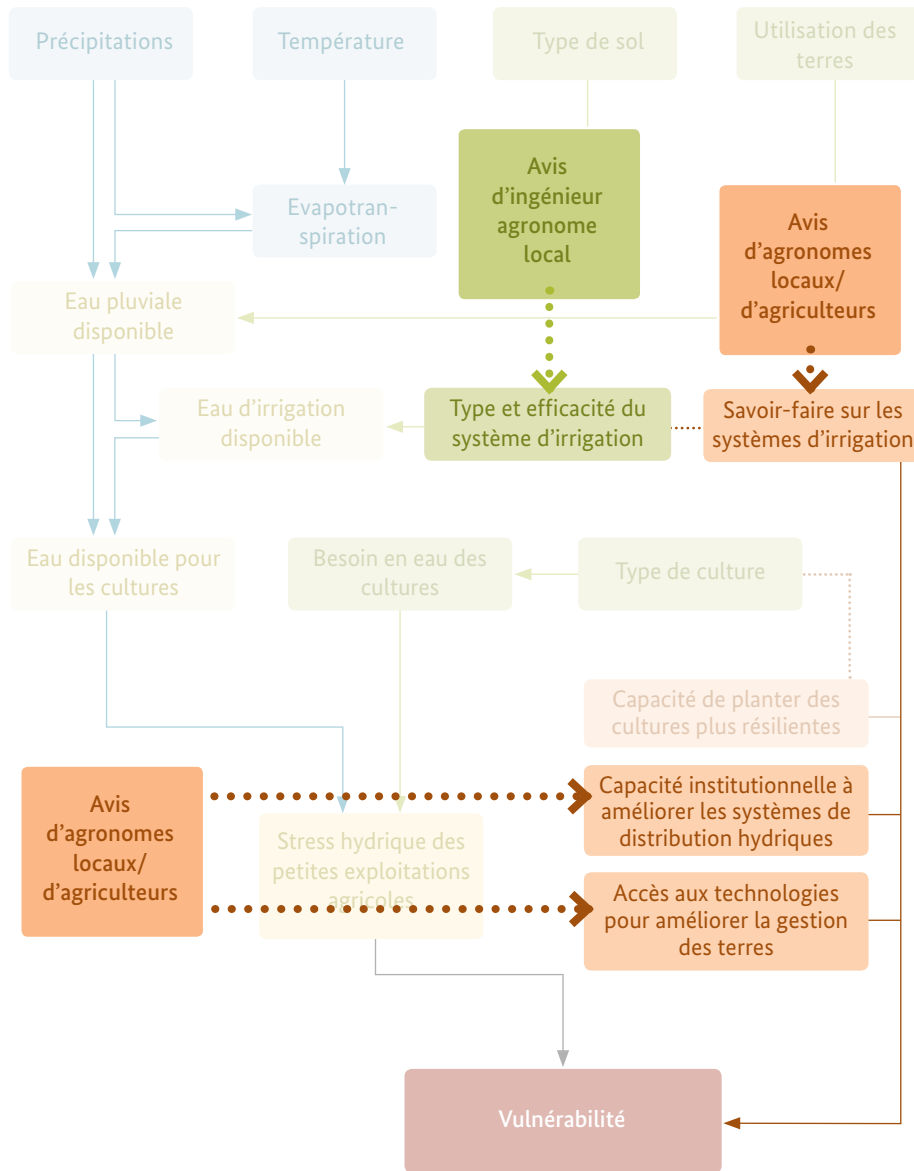 Précipitations
Température
Type de sol
Utilisation des
terres
Avis
d'ingénieur
agronome
local
Avis
d'agronomes
locaux/
d'agriculteurs
Evapotran-
spiration
Eau pluviale
disponible
Eau d'irrigation
disponible
Type et efficacité du
système d'irrigation
Savoir-faire sur les
systèmes d'irrigation
Eau disponible pour
les cultures
Besoin en eau des
cultures
Type de culture
Capacité de planter des
cultures plus résilientes
Avis
d'agronomes
locaux/
d'agriculteurs
Capacité institutionnelle à
améliorer les systèmes de
distribution hydriques
Stress hydrique des
petites exploitations
agricoles
Accès aux technologies
pour améliorer la gestion
des terres
Vulnérabilité